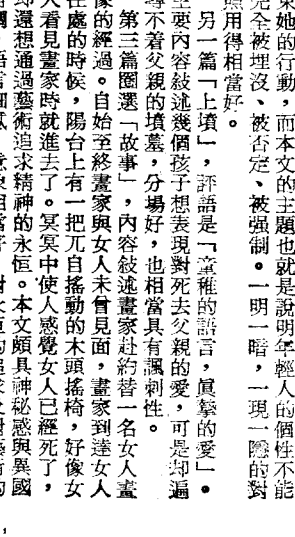 束她的行動，而本文的主題也就是說明年輕人的個性不能
完全被埋沒、被否定、被强制。一明一暗，一現一隱的對
照用得相當好。
另一篇「上墳」，評語是「童稚的語言，眞摯的愛」。
主要內容敍述幾個孩子想表現對死去父親的愛，可是却遍
尋不着父親的墳墓，分場好，也相當具有諷刺性。
第三篇圈選「故事」，內容敍述畫家赴約替一名女人畫
像的經過。自始至終畫家與女人未曾見面，畫家到達女人
住處的時候，陽台上有一把兀自搖動的木頭搖椅，好像女
人看見畫家時就進去了。冥冥中使人感覺女人已經死了，
却還想通過藝術追求精神的永恒。本文頗具神秘感與異國